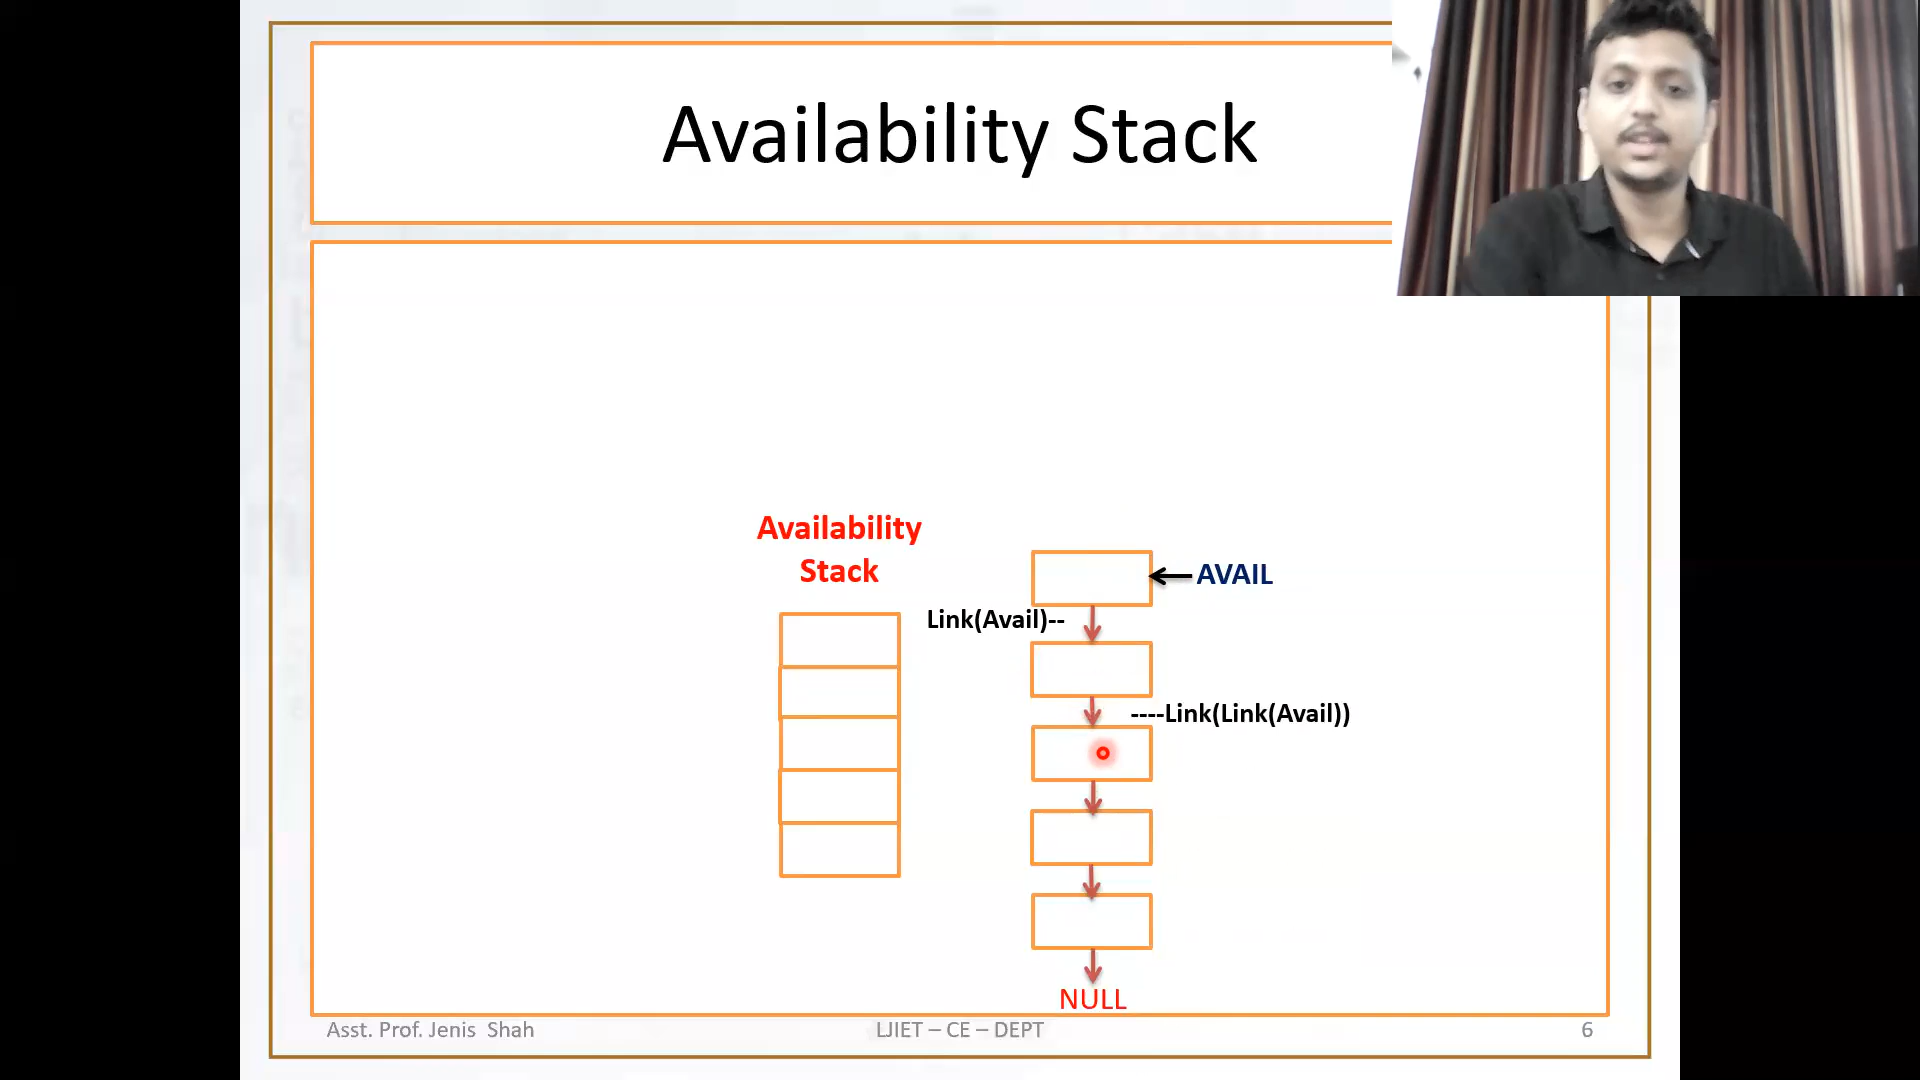 Availability Stack
Availability
Stack
AVAIL
Link(Avail)--
----Link(Link(Avail))
NULL
Asst. Prof. Jenis Shah
LJIET – CE – DEPT
6